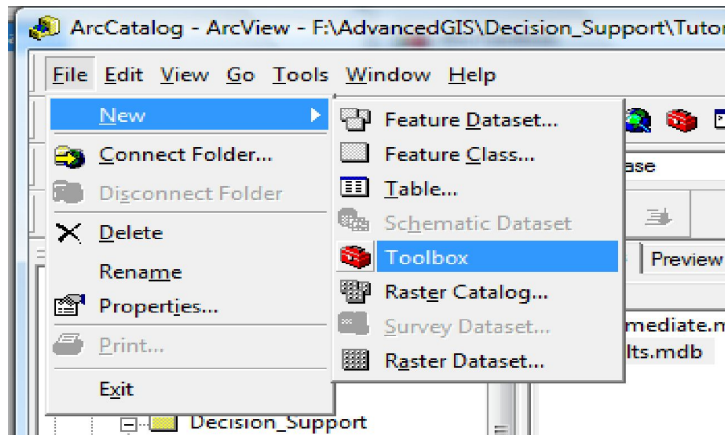 ArcCatalog - ArcView - F:\AdvancedGIS\Decision_Support\Tutor
File Edit View Go Tools Window Help
New
Connect Folder...
Disconnect Folder
Delete
Rename
Properties...
Print...
Exit
Feature Dataset...
Feature Class...
Table...
Schematic Dataset
Toolbox
Raster Catalog...
Survey Dataset...
Raster Dataset...
ase
Preview
mediate.m
lts.mdb
Decision_Support